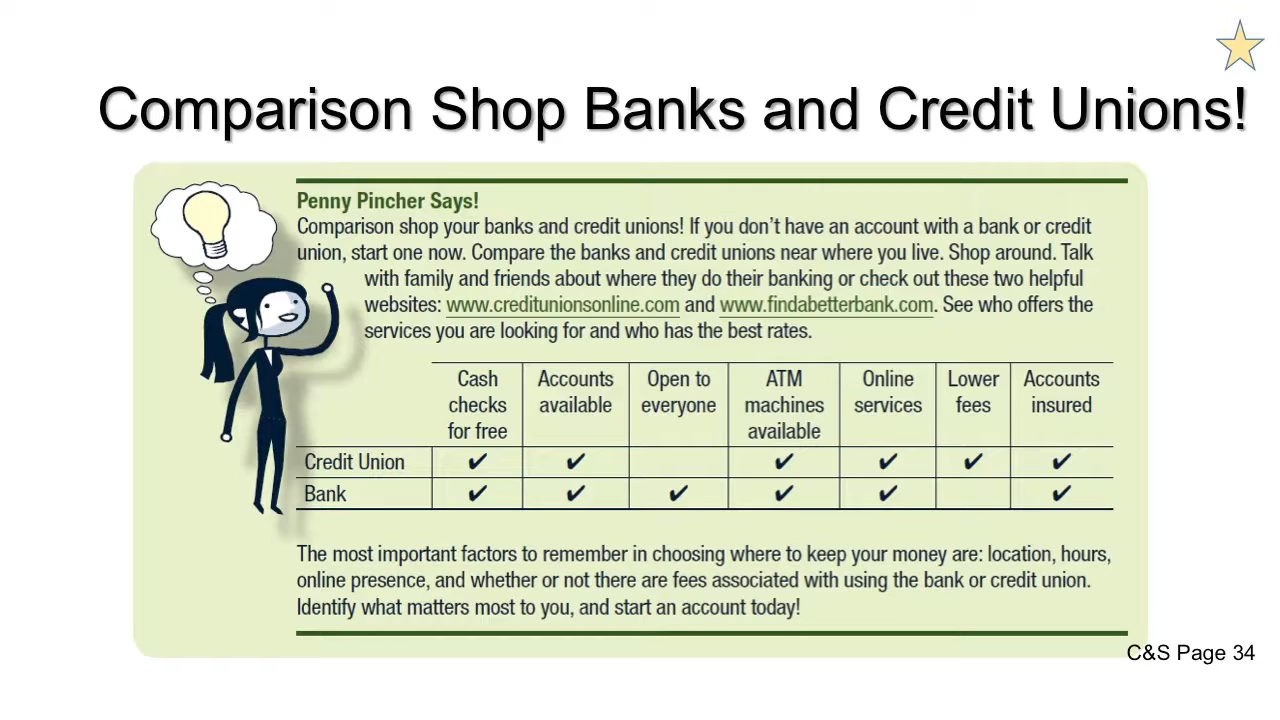 Comparison Shop Banks and Credit Unions!
Penny Pincher Says!
Comparison shop your banks and credit unions! If you don’t have an account with a bank or credit
union, start one now. Compare the banks and credit unions near where you live. Shop around. Talk
with family and friends about where they do their banking or check out these two helpful
websites: www.creditunionsonline.com and www.findabetterbank.com. See who offers the
services you are looking for and who has the best rates.
Cash checks for free Accounts available Open to everyone ATM machines available Online services Lower fees Accounts insured
Credit Union ✔ ✔ ✔ ✔ ✔ ✔
Bank ✔ ✔ ✔ ✔ ✔ ✔
The most important factors to remember in choosing where to keep your money are: location, hours,
online presence, and whether or not there are fees associated with using the bank or credit union.
Identify what matters most to you, and start an account today!
C&S Page 34